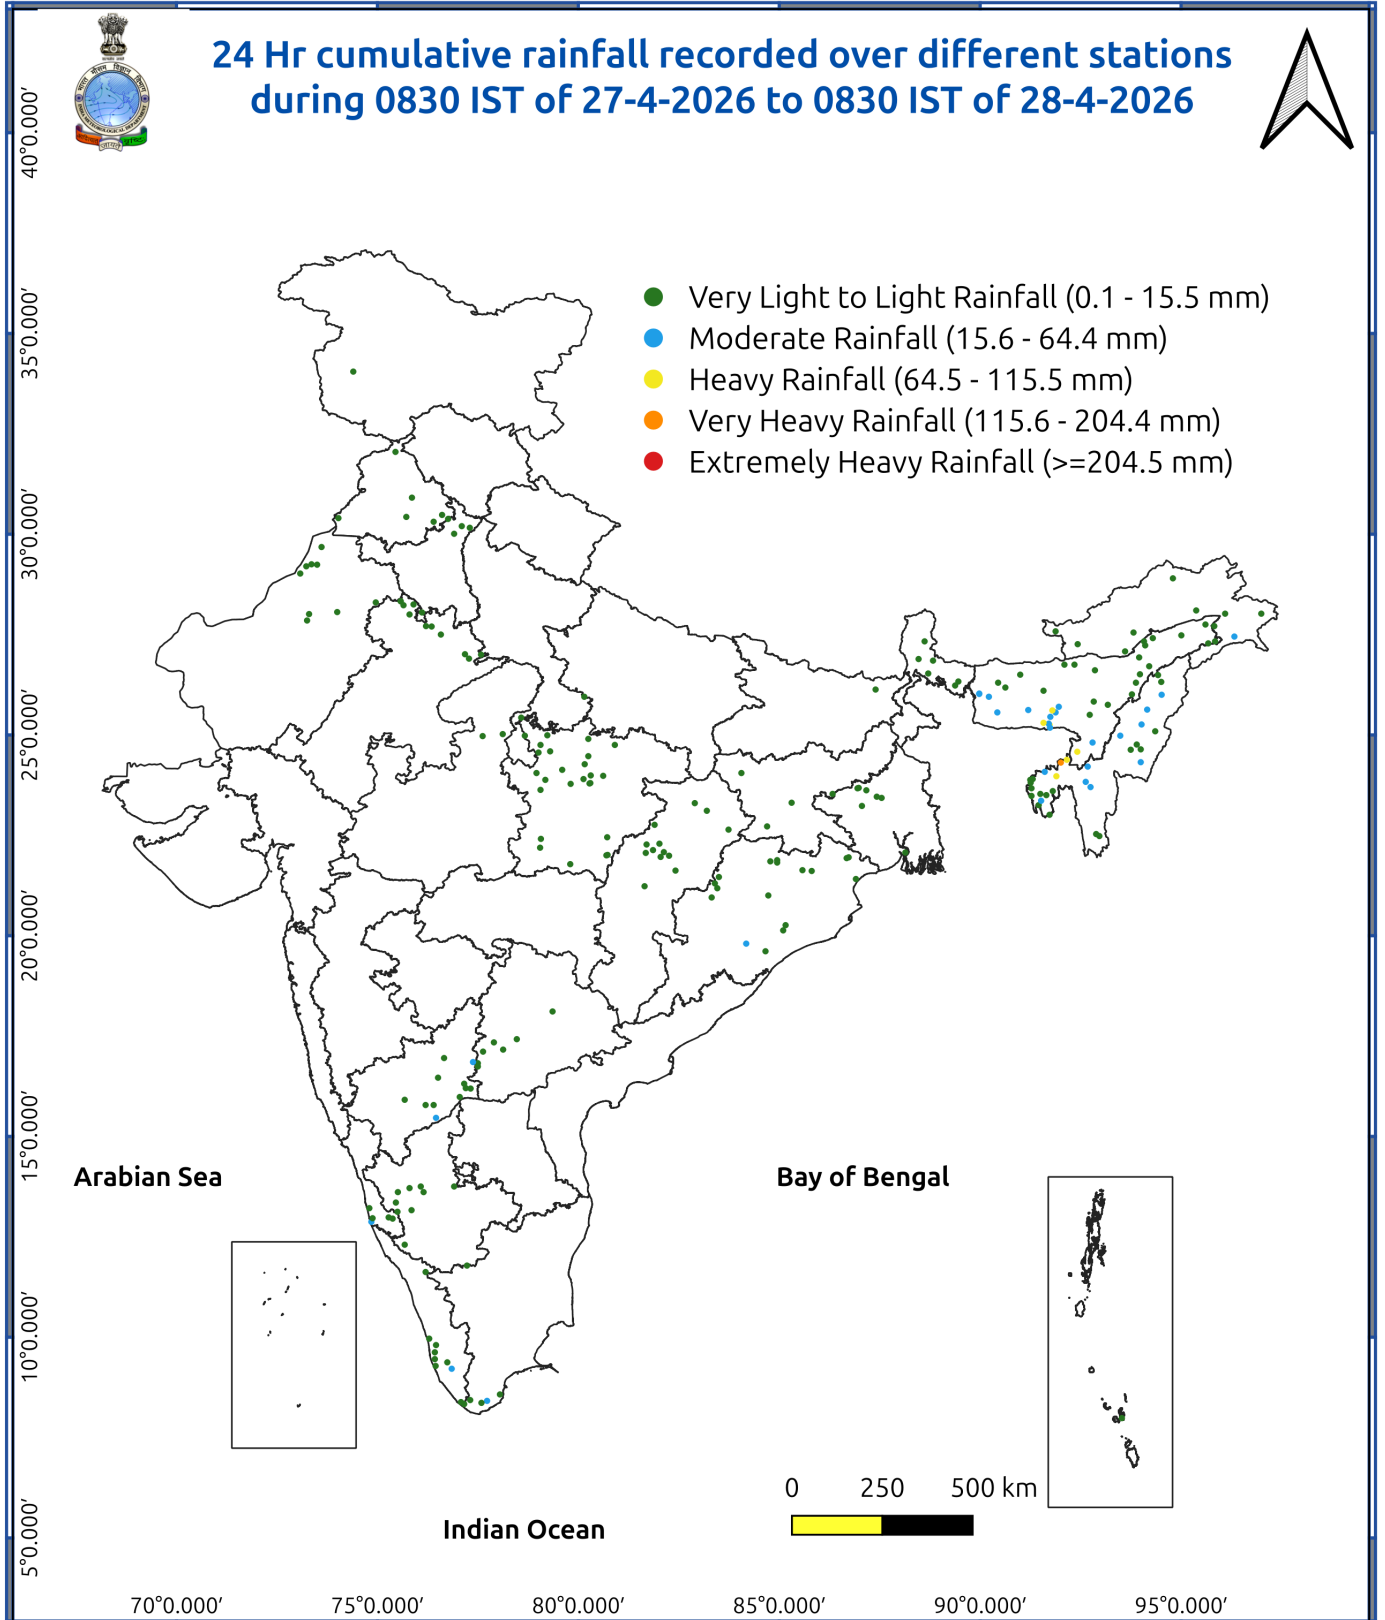 24 Hr cumulative rainfall recorded over different stations
during 0830 IST of 27-4-2026 to 0830 IST of 28-4-2026
Very Light to Light Rainfall (0.1 - 15.5 mm)
Moderate Rainfall (15.6 - 64.4 mm)
Heavy Rainfall (64.5 - 115.5 mm)
Very Heavy Rainfall (115.6 - 204.4 mm)
Extremely Heavy Rainfall (>=204.5 mm)
40°0.000′
35°0.000′
30°0.000′
25°0.000′
20°0.000′
15°0.000′
10°0.000′
5°0.000′
Arabian Sea
Bay of Bengal
Indian Ocean
0 250 500 km
70°0.000′ 75°0.000′ 80°0.000′ 85°0.000′ 90°0.000′ 95°0.000′